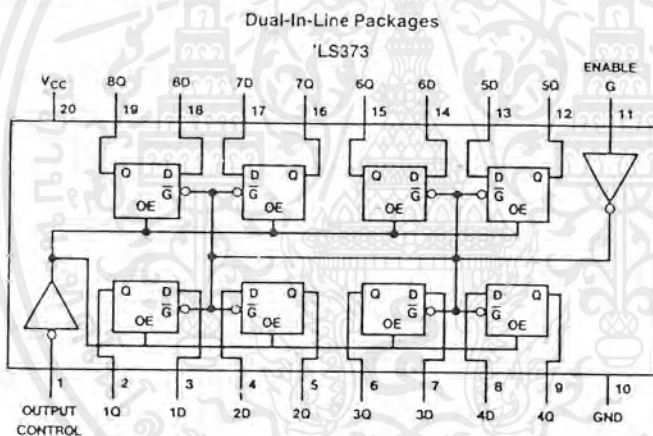 Dual-In-Line Packages
'LS373
VCC 8Q 8D 7D 7Q 6Q 6D 5D 5Q ENABLE G
20 19 18 17 16 15 14 13 12 11
Q D D Q Q D D Q
G G G G
OE OE OE OE
Q D D Q Q D D Q
G G G G
OE OE OE OE
1 2 3 4 5 6 7 8 9 10
OUTPUT CONTROL 1Q 1D 2D 2Q 3Q 3D 4D 4Q GND